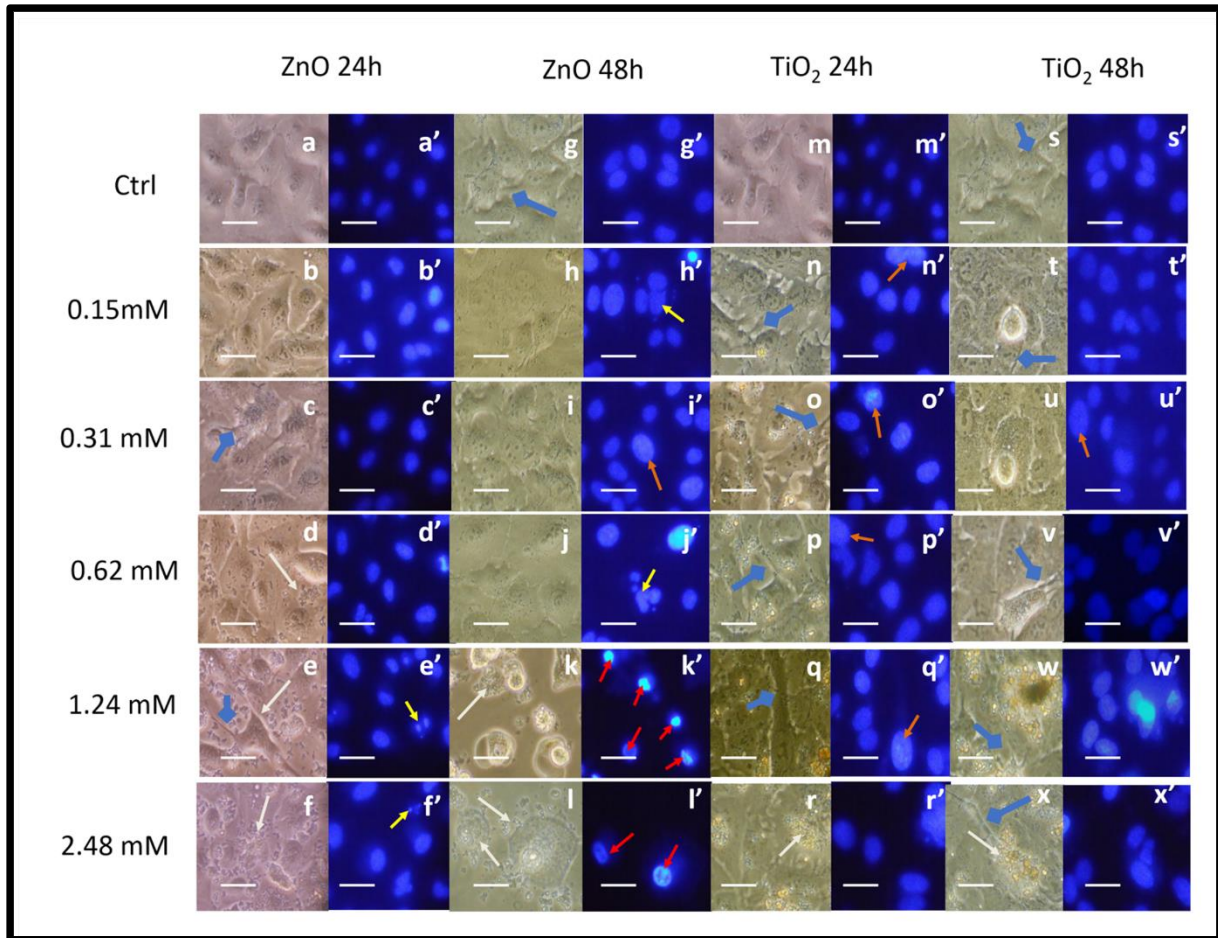 ZnO 24h ZnO 48h TiO₂ 24h TiO₂ 48h
Ctrl a a’ g g’ m m’ s s’
0.15mM b b’ h h’ n n’ t t’
0.31 mM c c’ i i’ o o’ u u’
0.62 mM d d’ j j’ p p’ v v’
1.24 mM e e’ k k’ q q’ w w’
2.48 mM f f’ l l’ r r’ x x’